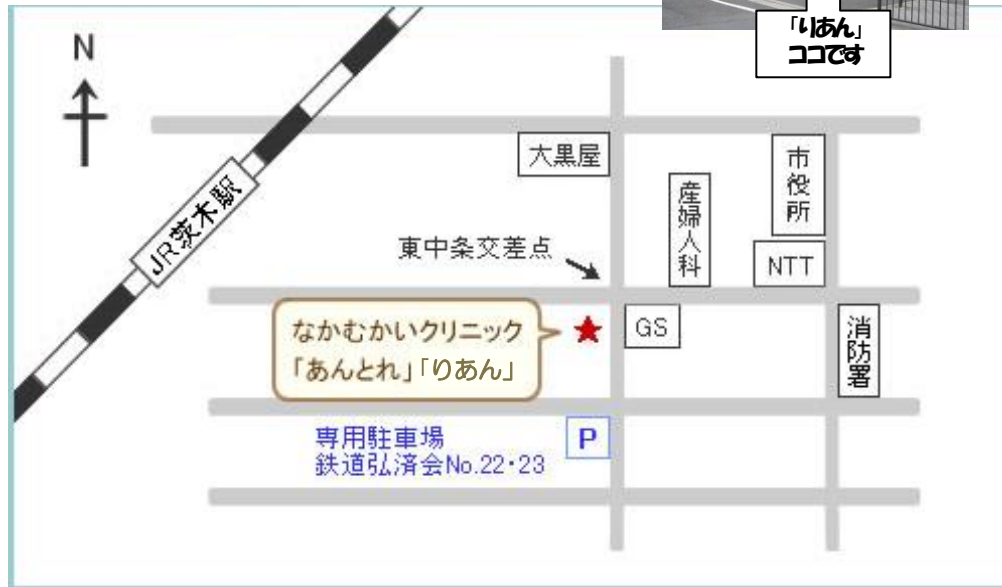 「りあん」
ココです
N
大黒屋
市役所
産婦人科
JR茨木駅
東中条交差点
NTT
なかむかいクリニック
「あんとれ」「りあん」
GS
消防署
専用駐車場
鉄道弘済会No.22・23
P